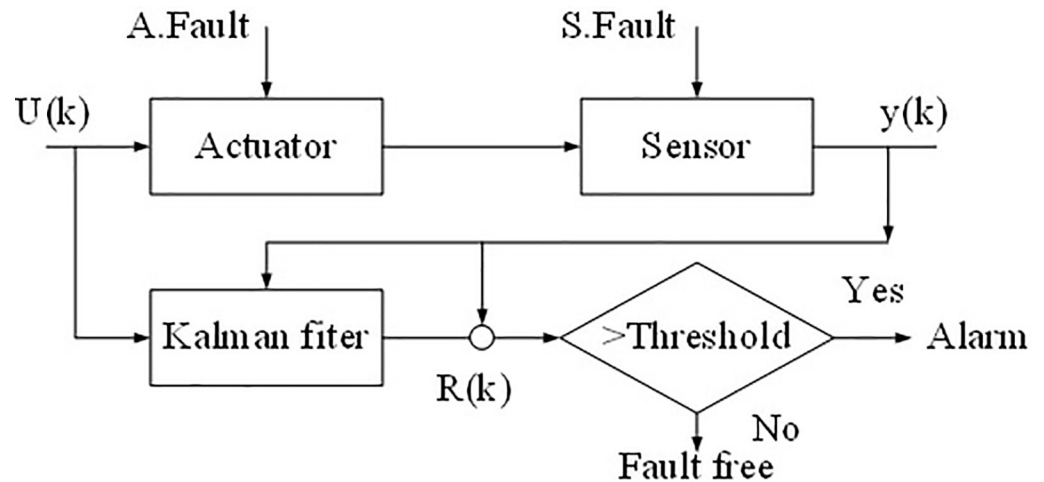 A.Fault
S.Fault
U(k)
Actuator
Sensor
y(k)
Kalman fiter
R(k)
>Threshold
Yes
Alarm
No
Fault free